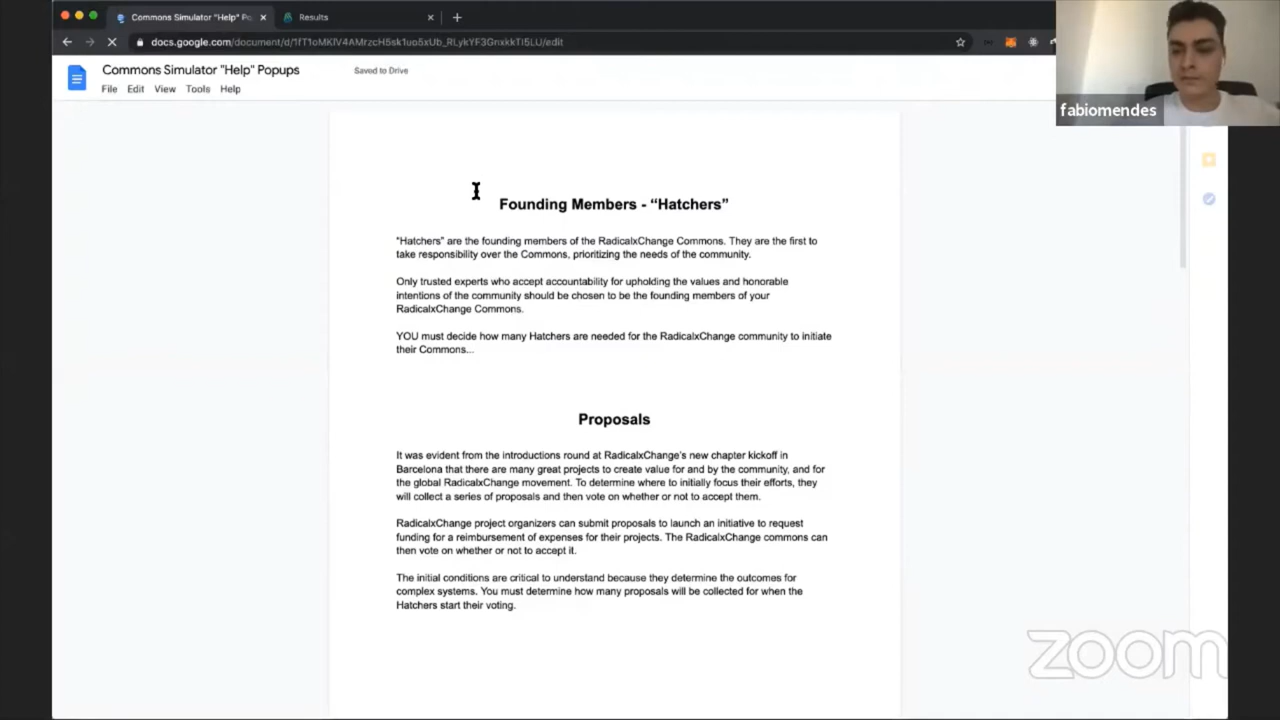 Commons Simulator "Help" Po
Results
docs.google.com/document/d/
/edit
Commons Simulator "Help" Popups
Saved to Drive
File Edit View Tools Help
fabiomendes
Founding Members - “Hatchers”
"Hatchers" are the founding members of the RadicalxChange Commons. They are the first to
take responsibility over the Commons, prioritizing the needs of the community.
Only trusted experts who accept accountability for upholding the values and honorable
intentions of the community should be chosen to be the founding members of your
RadicalxChange Commons.
YOU must decide how many Hatchers are needed for the RadicalxChange community to initiate
their Commons...
Proposals
It was evident from the introductions round at RadicalxChange's new chapter kickoff in
Barcelona that there are many great projects to create value for and by the community, and for
the global RadicalxChange movement. To determine where to initially focus their efforts, they
will collect a series of proposals and then vote on whether or not to accept them.
RadicalxChange project organizers can submit proposals to launch an initiative to request
funding for a reimbursement of expenses for their projects. The RadicalxChange commons can
then vote on whether or not to accept it.
The initial conditions are critical to understand because they determine the outcomes for
complex systems. You must determine how many proposals will be collected for when the
Hatchers start their voting.
zoom